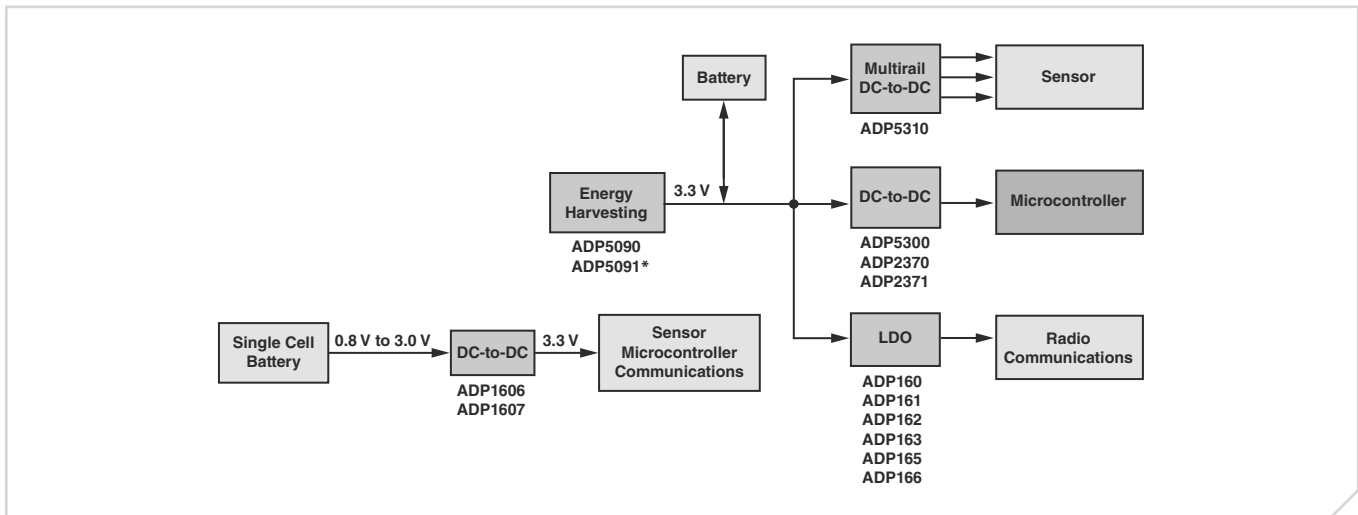 Battery
Multirail
DC-to-DC
ADP5310
Sensor
Energy
Harvesting
ADP5090
ADP5091*
3.3 V
DC-to-DC
ADP5300
ADP2370
ADP2371
Microcontroller
Single Cell
Battery
0.8 V to 3.0 V
DC-to-DC
ADP1606
ADP1607
3.3 V
Sensor
Microcontroller
Communications
LDO
ADP160
ADP161
ADP162
ADP163
ADP165
ADP166
Radio
Communications